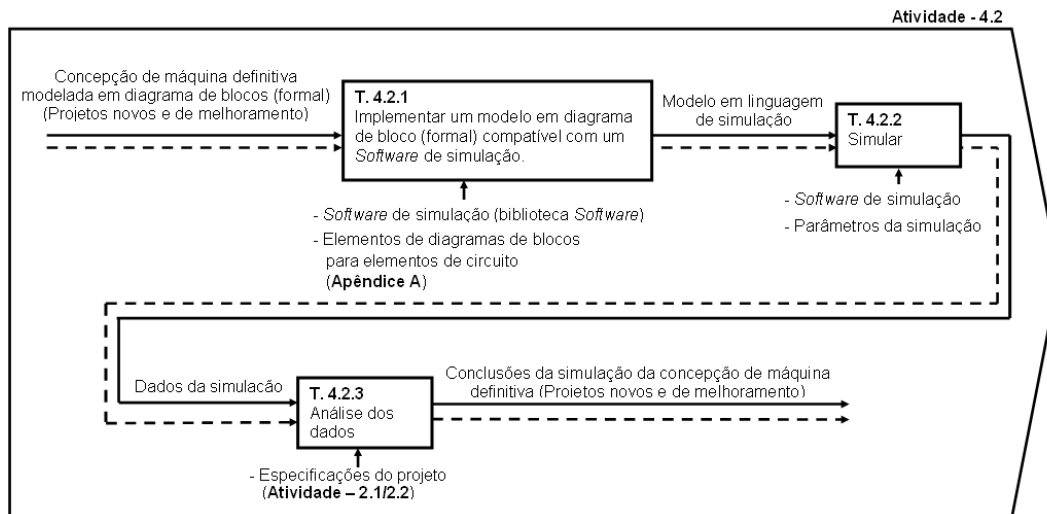 Atividade - 4.2
Concepção de máquina definitiva
modelada em diagrama de blocos (formal)
(Projetos novos e de melhoramento)
T. 4.2.1
Implementar um modelo em diagrama
de bloco (formal) compatível com um
Software de simulação.
Modelo em linguagem
de simulação
T. 4.2.2
Simular
- Software de simulação (biblioteca Software)
- Elementos de diagramas de blocos
para elementos de circuito
(Apêndice A)
- Software de simulação
- Parâmetros da simulação
Dados da simulacão
T. 4.2.3
Análise dos
dados
Conclusões da simulação da concepção de máquina
definitiva (Projetos novos e de melhoramento)
- Especificações do projeto
(Atividade – 2.1/2.2)